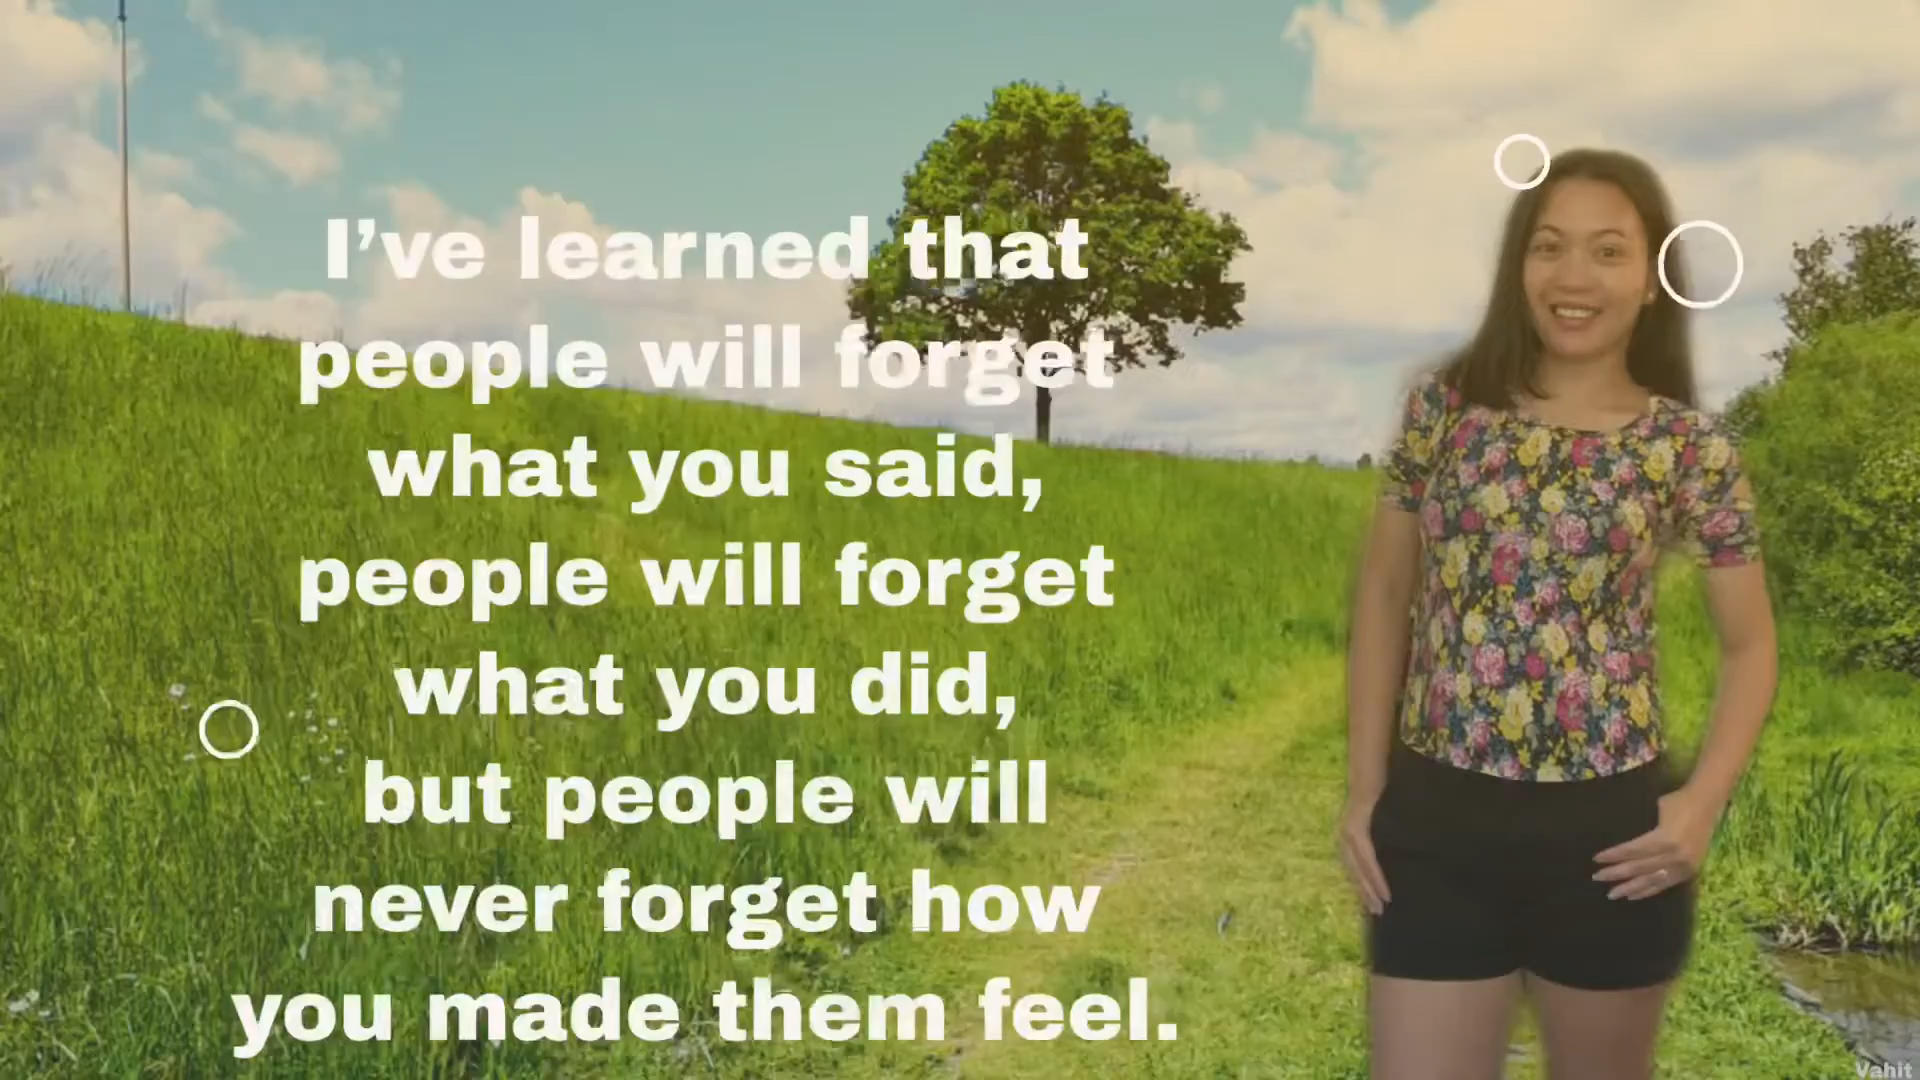 I’ve learned that
people will forget
what you said,
people will forget
what you did,
but people will
never forget how
you made them feel.
Vahit